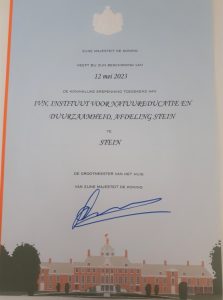 ZIJNE MAJESTEIT DE KONING
HEEFT BIJ ZIJN BESCHIKKING VAN
12 mei 2023
DE KONINKLIJKE EREPENNING TOEGEKEND AAN
IVN, INSTITUUT VOOR NATUUREDUCATIE EN
DUURZAAMHEID, AFDELING STEIN
TE
STEIN
DE GROOTMEESTER VAN HET HUIS
VAN ZIJNE MAJESTEIT DE KONING